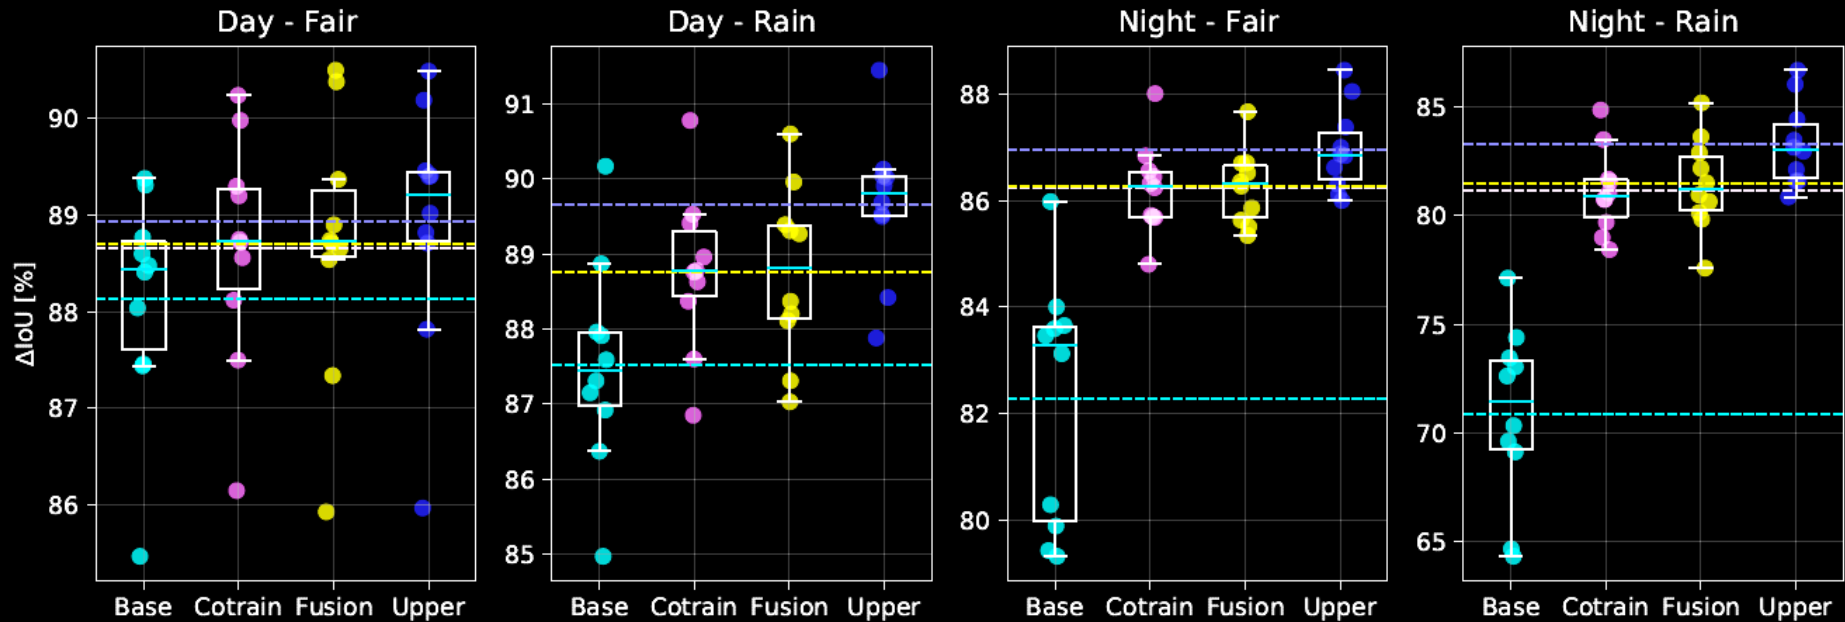 Day - Fair
Day - Rain
Night - Fair
Night - Rain
ΔIoU [%]
90
89
88
87
86
Base Cotrain Fusion Upper
91
90
89
88
87
86
85
Base Cotrain Fusion Upper
88
86
84
82
80
Base Cotrain Fusion Upper
85
80
75
70
65
Base Cotrain Fusion Upper